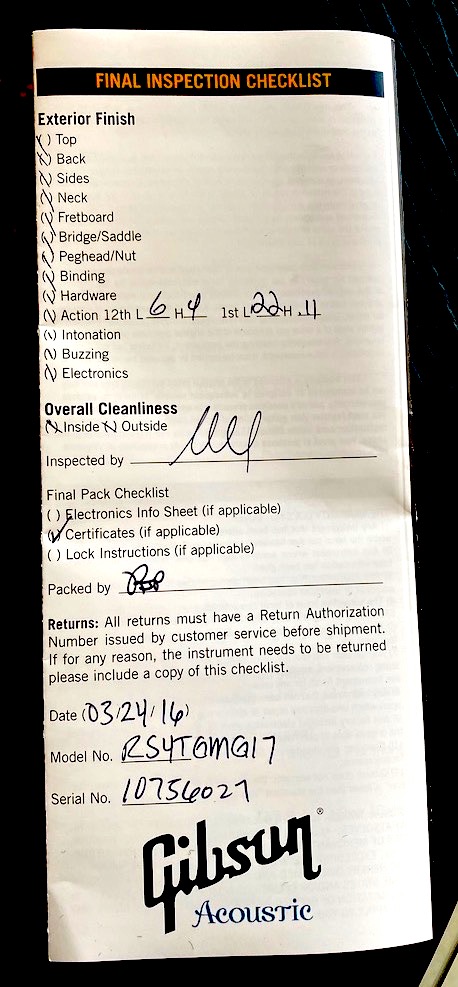 FINAL INSPECTION CHECKLIST
Exterior Finish
(\) Top
(\) Back
(\) Sides
(\) Neck
(\) Fretboard
(\) Bridge/Saddle
(\) Peghead/Nut
(\) Binding
(\) Hardware
(\) Action 12th L 6 H 4 1st L 22 H .11
(\) Intonation
(\) Buzzing
(\) Electronics
Overall Cleanliness
(\) Inside (\) Outside
Inspected by
Final Pack Checklist
( ) Electronics Info Sheet (if applicable)
(✓) Certificates (if applicable)
( ) Lock Instructions (if applicable)
Packed by
Returns: All returns must have a Return Authorization
Number issued by customer service before shipment.
If for any reason, the instrument needs to be returned
please include a copy of this checklist.
Date (03/24/16)
Model No. RS4TGMG17
Serial No. 10756027
Gibson®
Acoustic